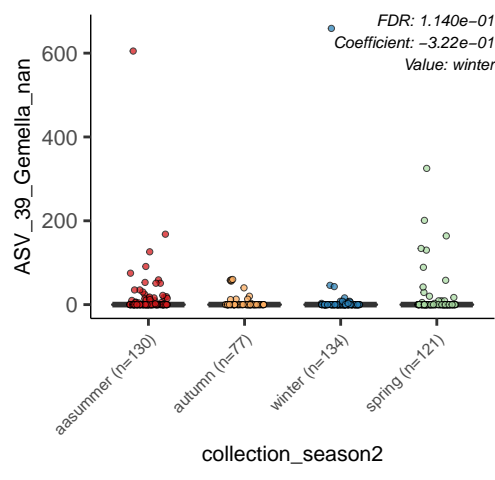 FDR: 1.140e−01
Coefficient: −3.22e−01
Value: winter
ASV_39_Gemella_nan
600
400
200
0
aasummer (n=130)
autumn (n=77)
winter (n=134)
spring (n=121)
collection_season2